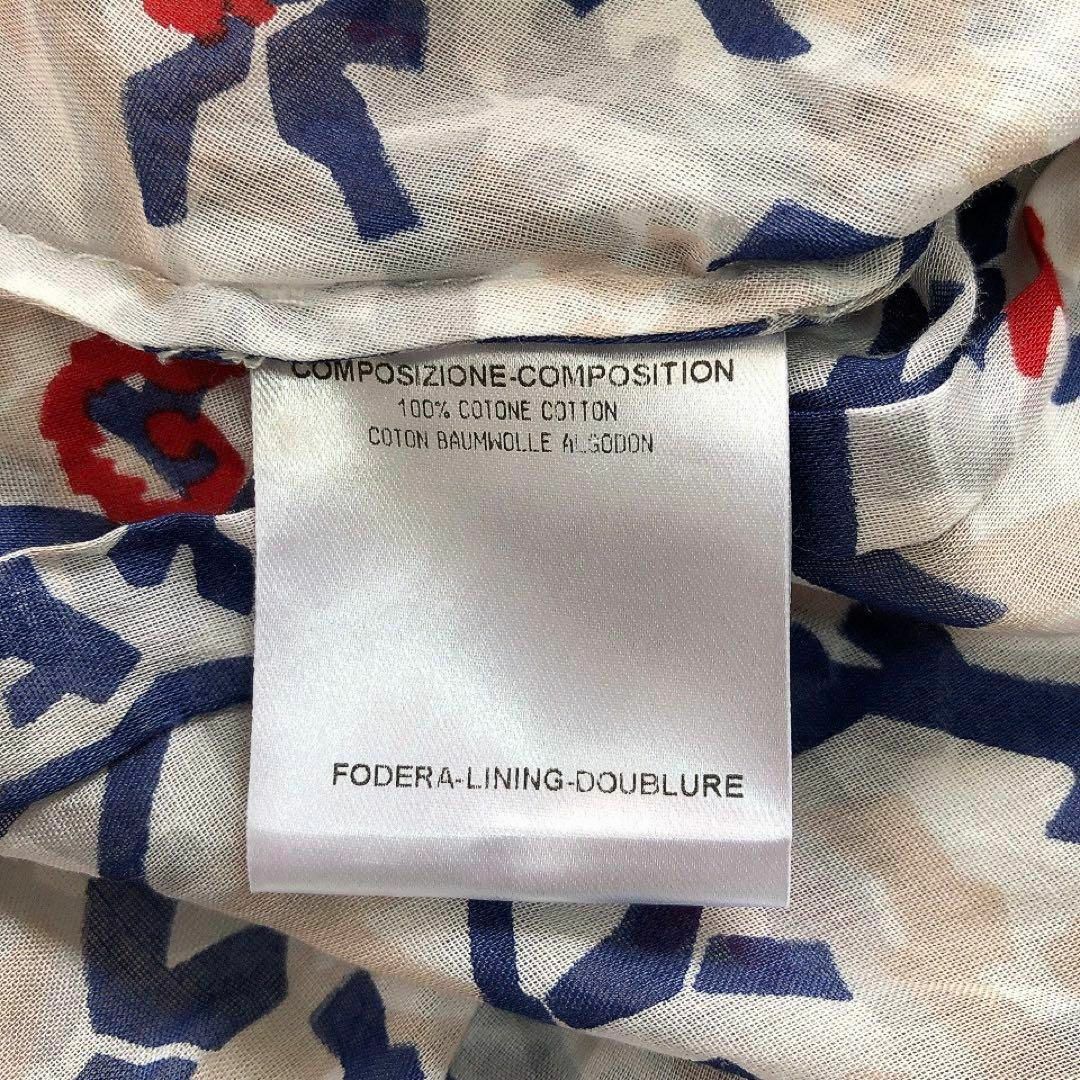 COMPOSIZIONE-COMPOSITION
100% COTONE COTTON
COTON BAUMWOLLE ALGODON
FODERA-LINING-DOUBLURE